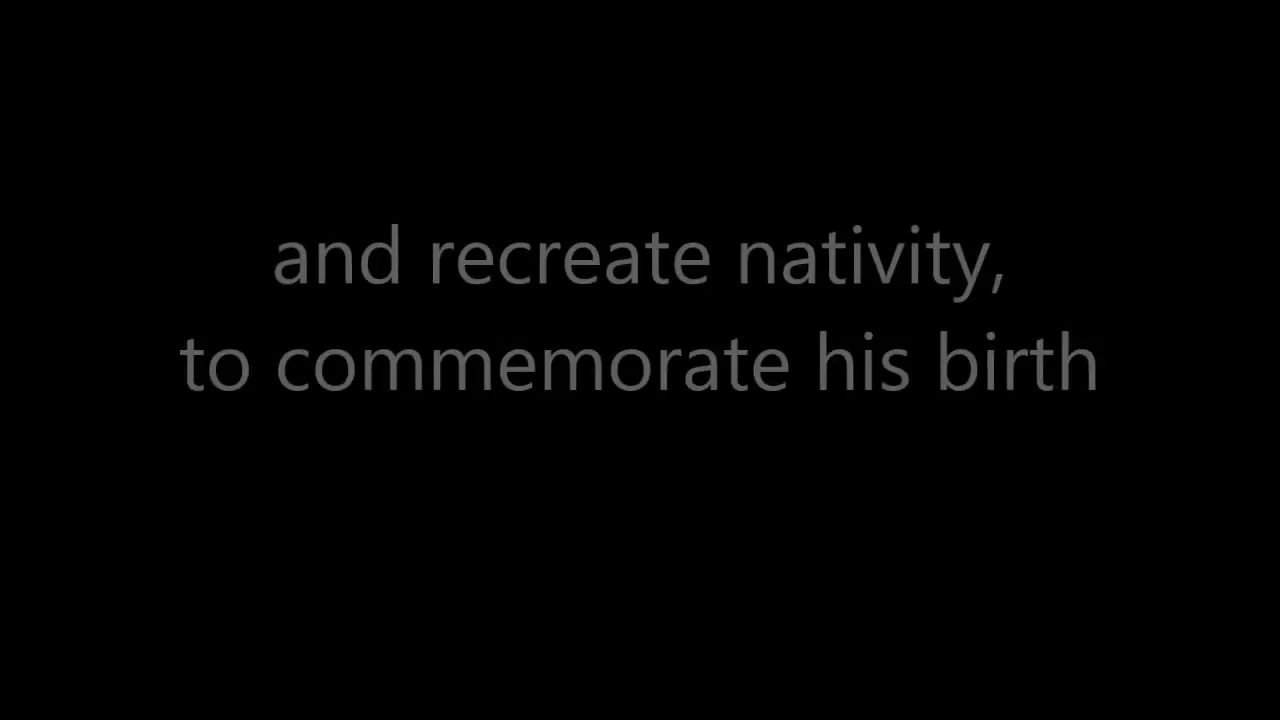 and recreate nativity,
to commemorate his birth